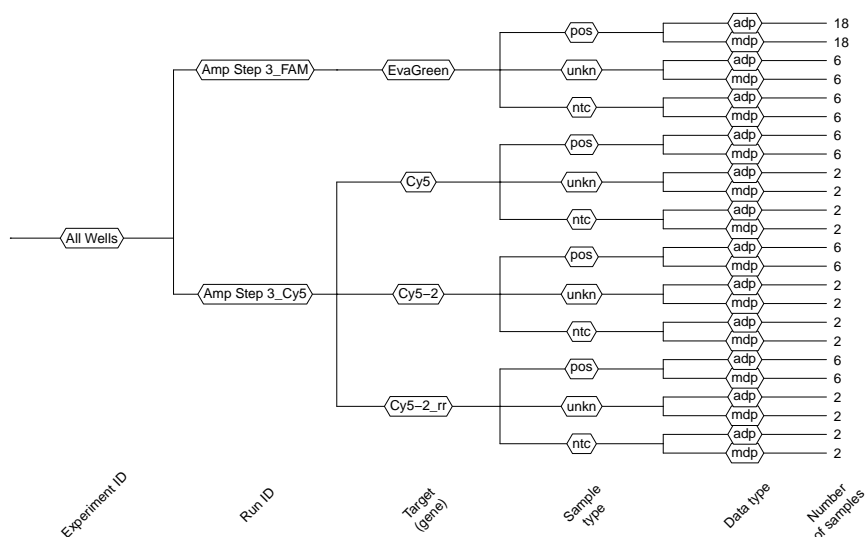 pos
adp
18
mdp
18
Amp Step 3_FAM
EvaGreen
unkn
adp
6
mdp
6
ntc
adp
6
mdp
6
pos
adp
6
mdp
6
Cy5
unkn
adp
2
mdp
2
ntc
adp
2
mdp
2
All Wells
pos
adp
6
mdp
6
Amp Step 3_Cy5
Cy5−2
unkn
adp
2
mdp
2
ntc
adp
2
mdp
2
pos
adp
6
mdp
6
Cy5−2_rr
unkn
adp
2
mdp
2
ntc
adp
2
mdp
2
Experiment ID
Run ID
Target
(gene)
Sample
type
Data type
Number
of samples